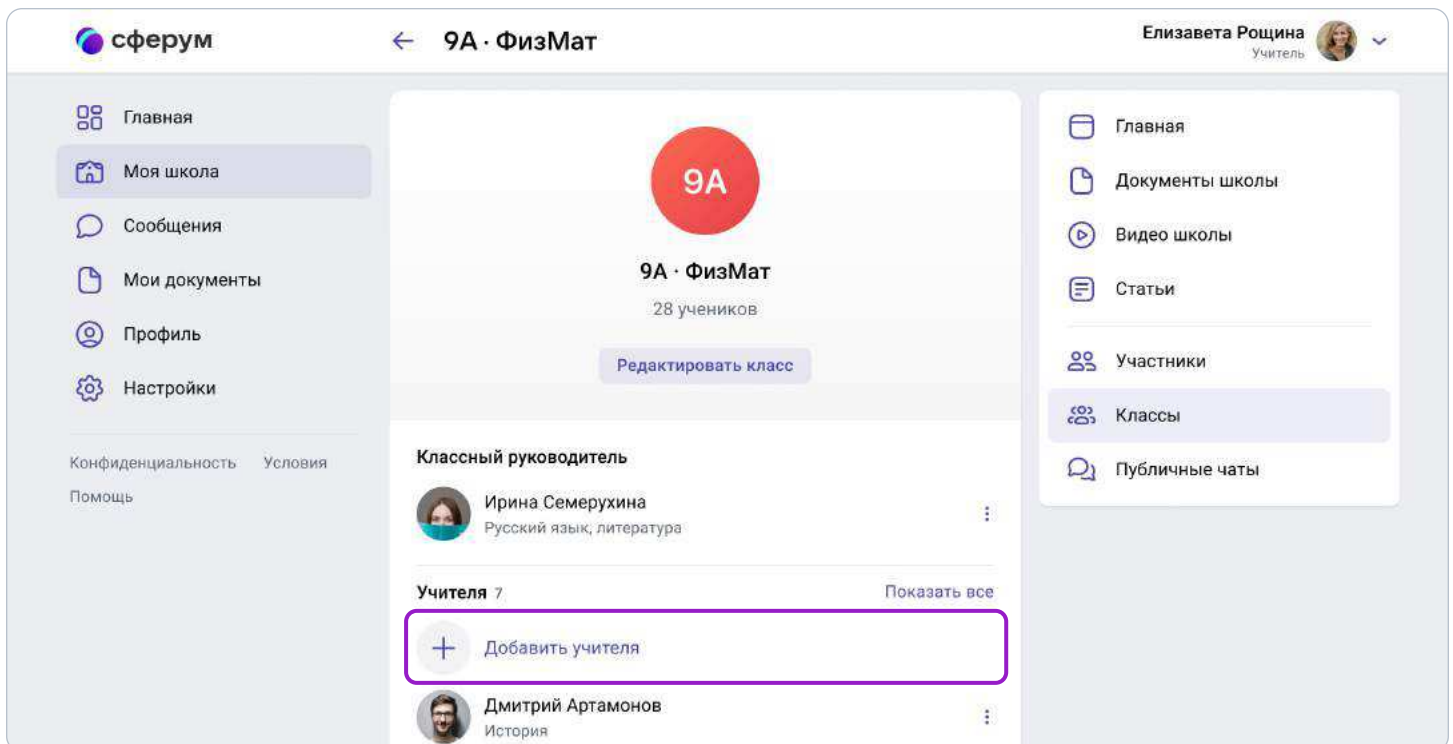 сферум
9А · ФизМат
Елизавета Рощина
Учитель
Главная
Моя школа
Сообщения
Мои документы
Профиль
Настройки
Конфиденциальность Условия
Помощь
9А
9А · ФизМат
28 учеников
Редактировать класс
Классный руководитель
Ирина Семерухина
Русский язык, литература
Учителя 7 Показать все
Добавить учителя
Дмитрий Артамонов
История
Главная
Документы школы
Видео школы
Статьи
Участники
Классы
Публичные чаты